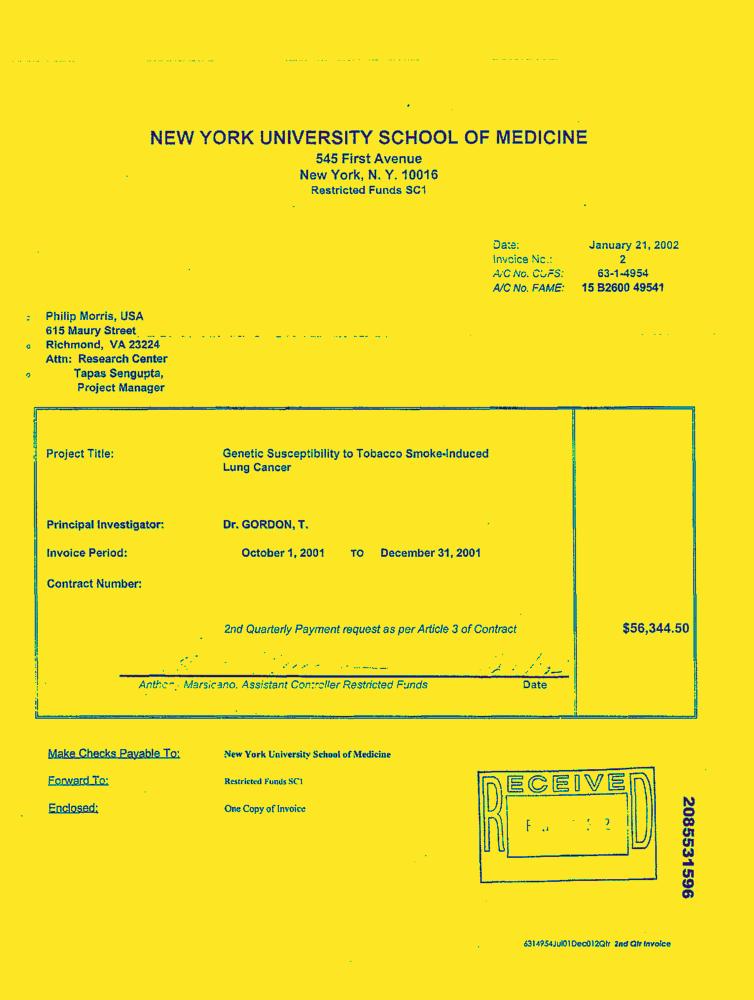 NEW YORK UNIVERSITY SCHOOL OF MEDICINE
545 First Avenue
New York, N. Y. 10016
Restricted Funds SC1
Date: January 21, 2002
Invoice No.: 2
A/C No. CUFS: 63-1-4954
A/C No. FAME: 15 B2600 49541
Philip Morris, USA
615 Maury Street
Richmond, VA 23224
Attn: Research Center
Tapas Sengupta,
Project Manager
Project Title: Genetic Susceptibility to Tobacco Smoke-Induced
Lung Cancer
Principal Investigator: Dr. GORDON, T.
Invoice Period: October 1, 2001 TO December 31, 2001
Contract Number:
2nd Quarterly Payment request as per Article 3 of Contract $56,344.50
Anthony Marsicano, Assistant Controller Restricted Funds Date
Make Checks Payable To: New York University School of Medicine
Forward To: Restricted Funds SC1
Enclosed: One Copy of Invoice
RECEIVED
2085531596
6314954Jul01Dec012Qtr 2nd Qtr Invoice